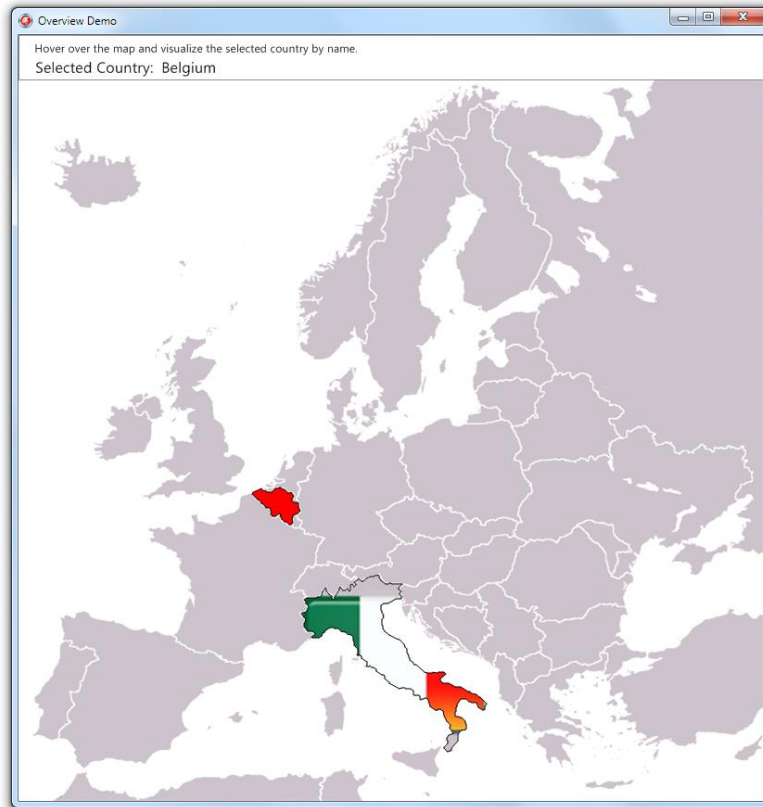 Overview Demo
Hover over the map and visualize the selected country by name.
Selected Country: Belgium